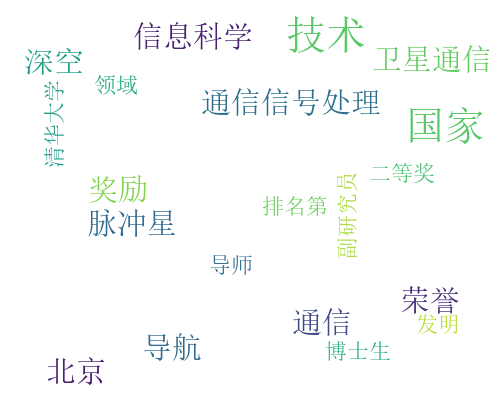 信息科学
技术
深空
卫星通信
领域
清华大学
通信信号处理
国家
二等奖
奖励
副研究员
排名第
脉冲星
导师
荣誉
通信
发明
导航
博士生
北京